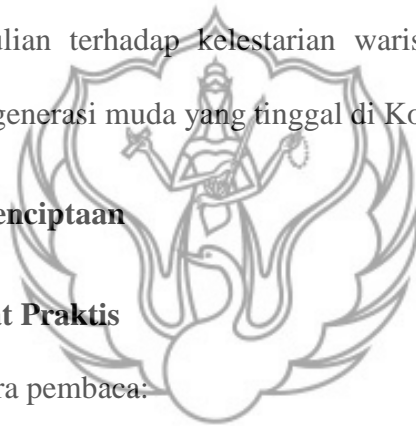 ulian terhadap kelestarian waris
generasi muda yang tinggal di Ko
enciptaan
t Praktis
ra pembaca: